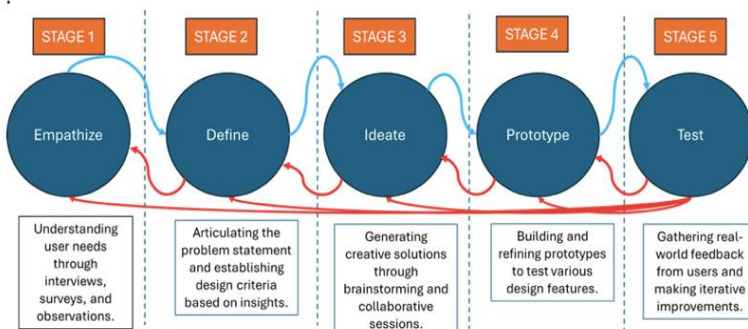 STAGE 1
STAGE 2
STAGE 3
STAGE 4
STAGE 5
Empathize
Define
Ideate
Prototype
Test
Understanding
user needs
through
interviews,
surveys, and
observations.
Articulating the
problem statement
and establishing
design criteria
based on insights.
Generating
creative solutions
through
brainstorming and
collaborative
sessions.
Building and
refining prototypes
to test various
design features.
Gathering real-
world feedback
from users and
making iterative
improvements.